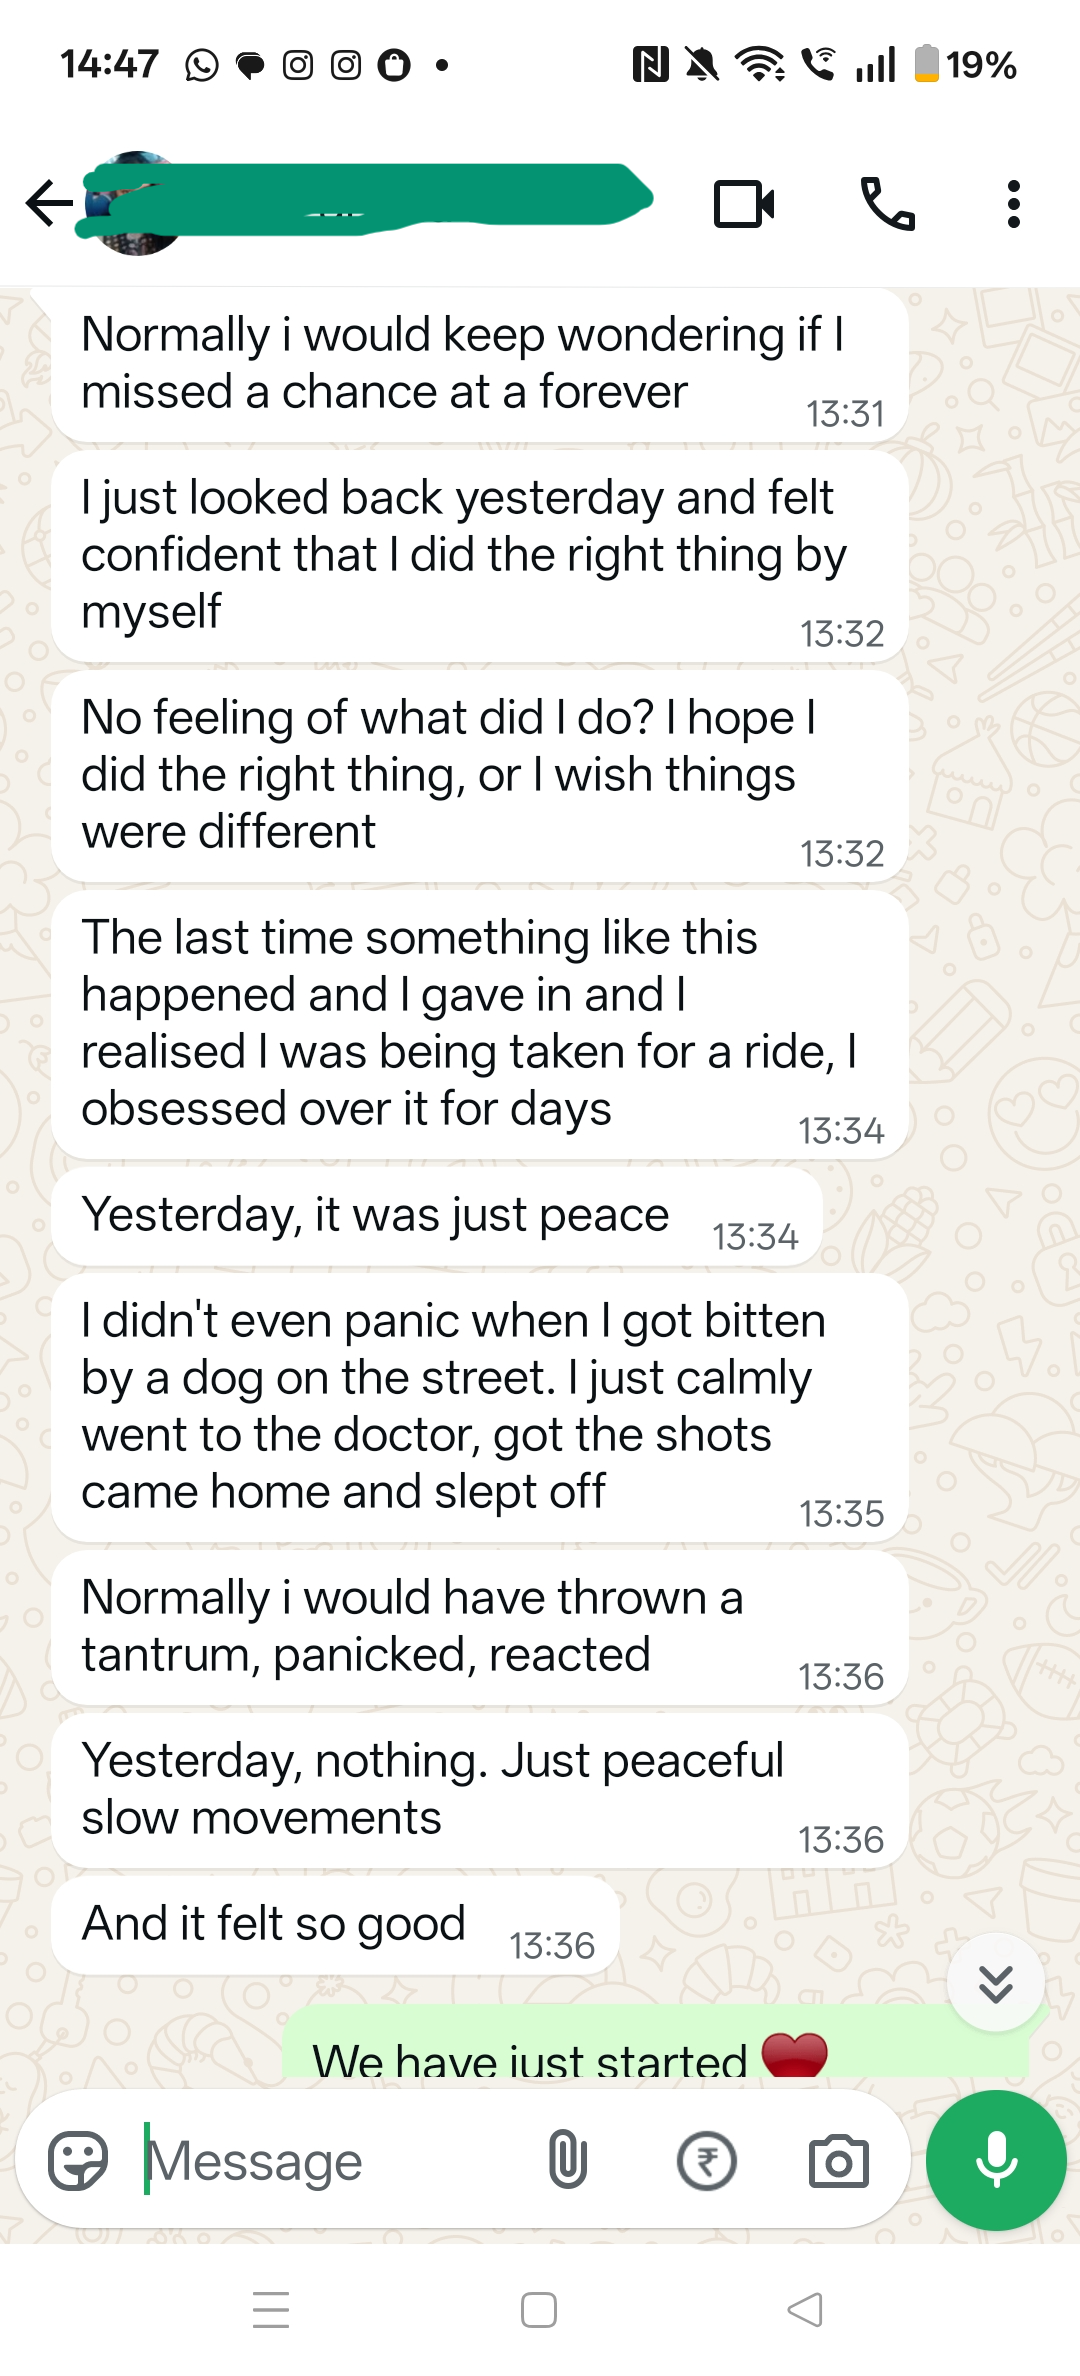 14:47
19%
Normally i would keep wondering if I
missed a chance at a forever
13:31
I just looked back yesterday and felt
confident that I did the right thing by
myself
13:32
No feeling of what did I do? I hope I
did the right thing, or I wish things
were different
13:32
The last time something like this
happened and I gave in and I
realised I was being taken for a ride, I
obsessed over it for days
13:34
Yesterday, it was just peace
13:34
I didn't even panic when I got bitten
by a dog on the street. I just calmly
went to the doctor, got the shots
came home and slept off
13:35
Normally i would have thrown a
tantrum, panicked, reacted
13:36
Yesterday, nothing. Just peaceful
slow movements
13:36
And it felt so good
13:36
We have just started ❤️
Message